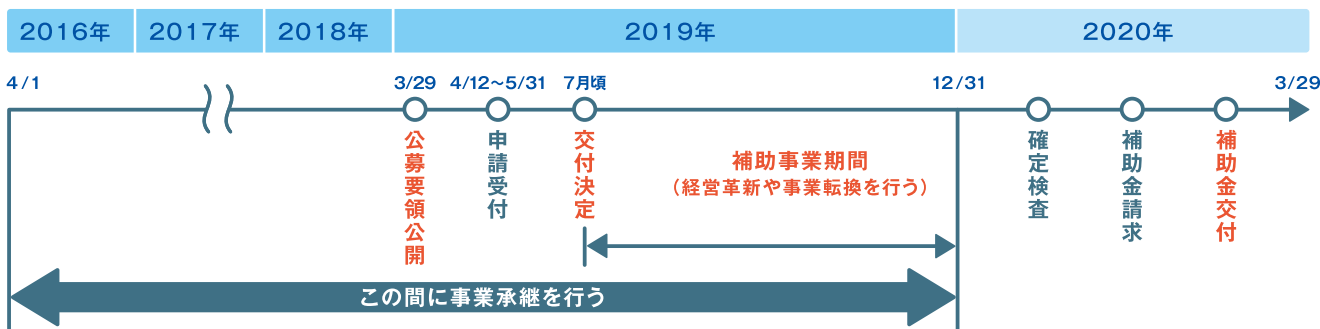 2016年
2017年
2018年
2019年
2020年
4/1
3/29
4/12〜5/31
7月頃
12/31
3/29
公募要領公開
申請受付
交付決定
補助事業期間
（経営革新や事業転換を行う）
確定検査
補助金請求
補助金交付
この間に事業承継を行う